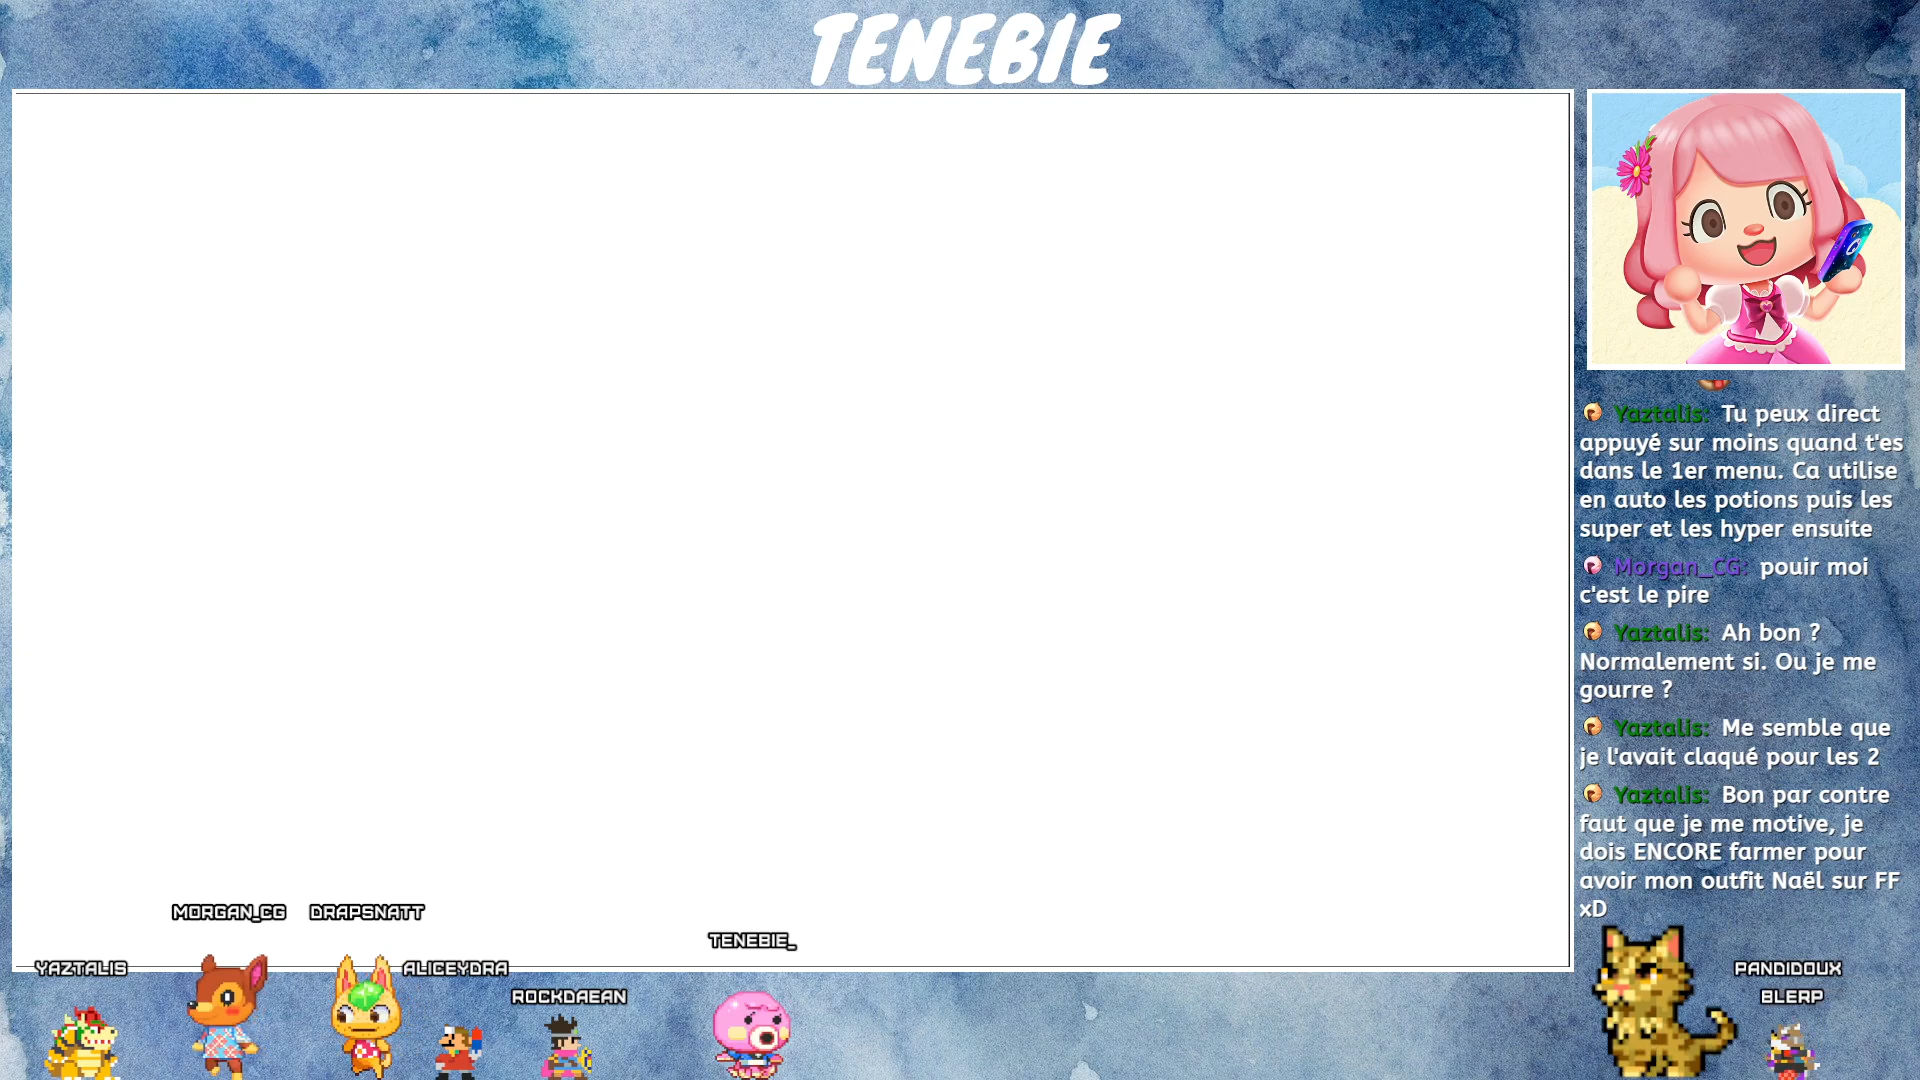 TENEBIE
Yaztalis: Tu peux direct
appuyé sur moins quand t'es
dans le 1er menu. Ca utilise
en auto les potions puis les
super et les hyper ensuite
Morgan_CG: pouir moi
c'est le pire
Yaztalis: Ah bon ?
Normalement si. Ou je me
gourre ?
Yaztalis: Me semble que
je l'avait claqué pour les 2
Yaztalis: Bon par contre
faut que je me motive, je
dois ENCORE farmer pour
avoir mon outfit Naël sur FF
xD
MORGAN_CG
DRAPSNATT
TENEBIE_
YAZTALIS
ALICEYDRA
ROCKDAEAN
PANDIDOUX
BLERP